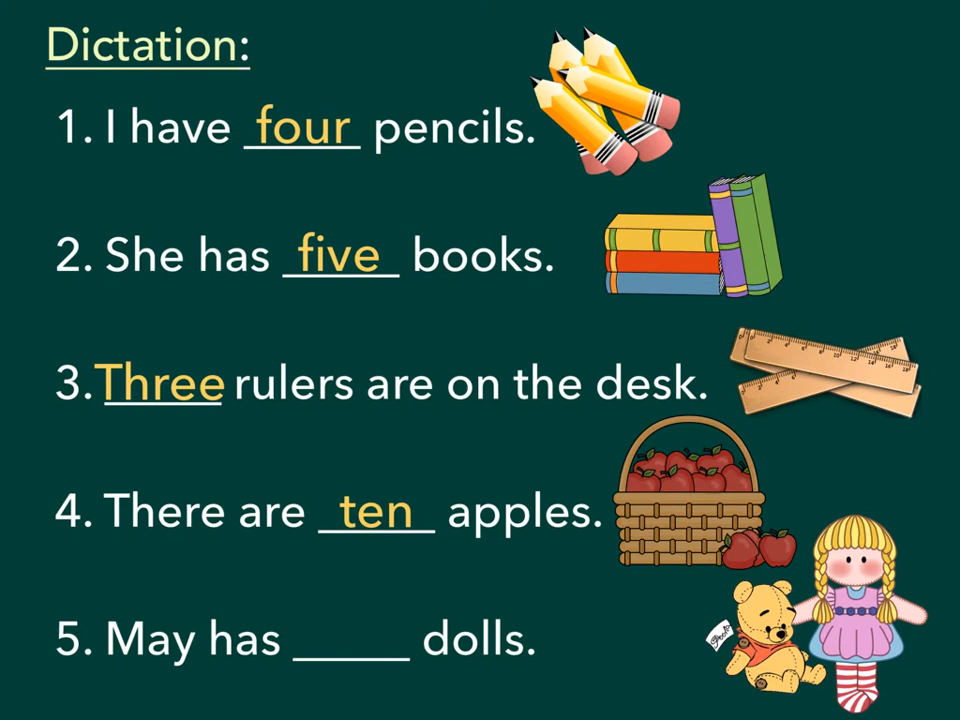 Dictation:
1. I have four pencils.
2. She has five books.
3. Three rulers are on the desk.
4. There are ten apples.
5. May has _____ dolls.
Pooh